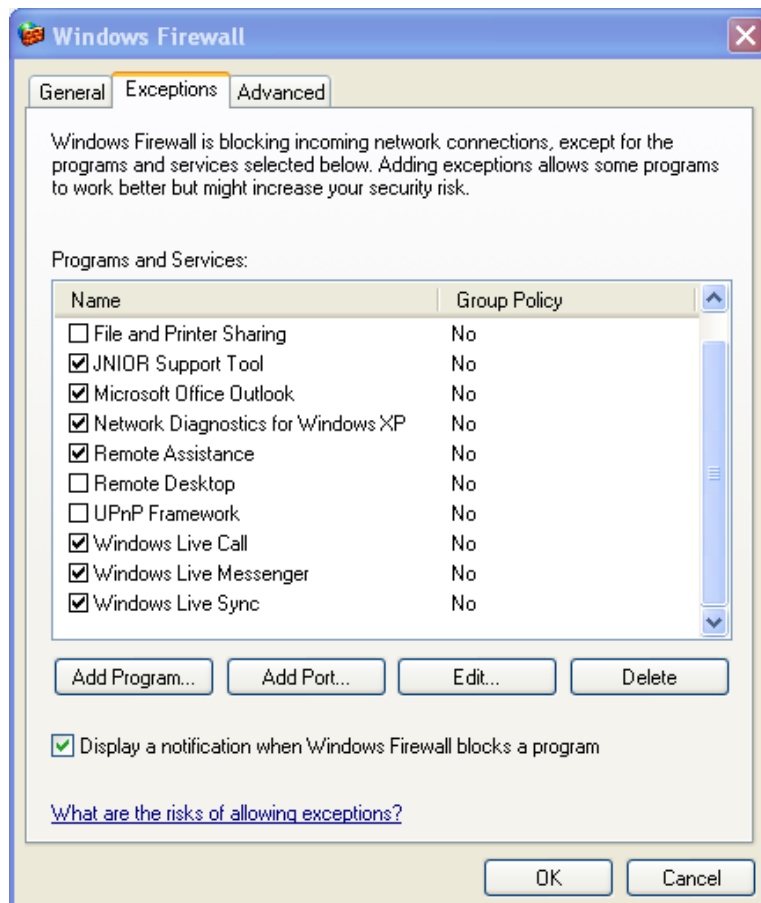 Windows Firewall
General Exceptions Advanced
Windows Firewall is blocking incoming network connections, except for the
programs and services selected below. Adding exceptions allows some programs
to work better but might increase your security risk.
Programs and Services:
Name Group Policy
File and Printer Sharing No
JNIOR Support Tool No
Microsoft Office Outlook No
Network Diagnostics for Windows XP No
Remote Assistance No
Remote Desktop No
UPnP Framework No
Windows Live Call No
Windows Live Messenger No
Windows Live Sync No
Add Program... Add Port... Edit... Delete
Display a notification when Windows Firewall blocks a program
What are the risks of allowing exceptions?
OK Cancel